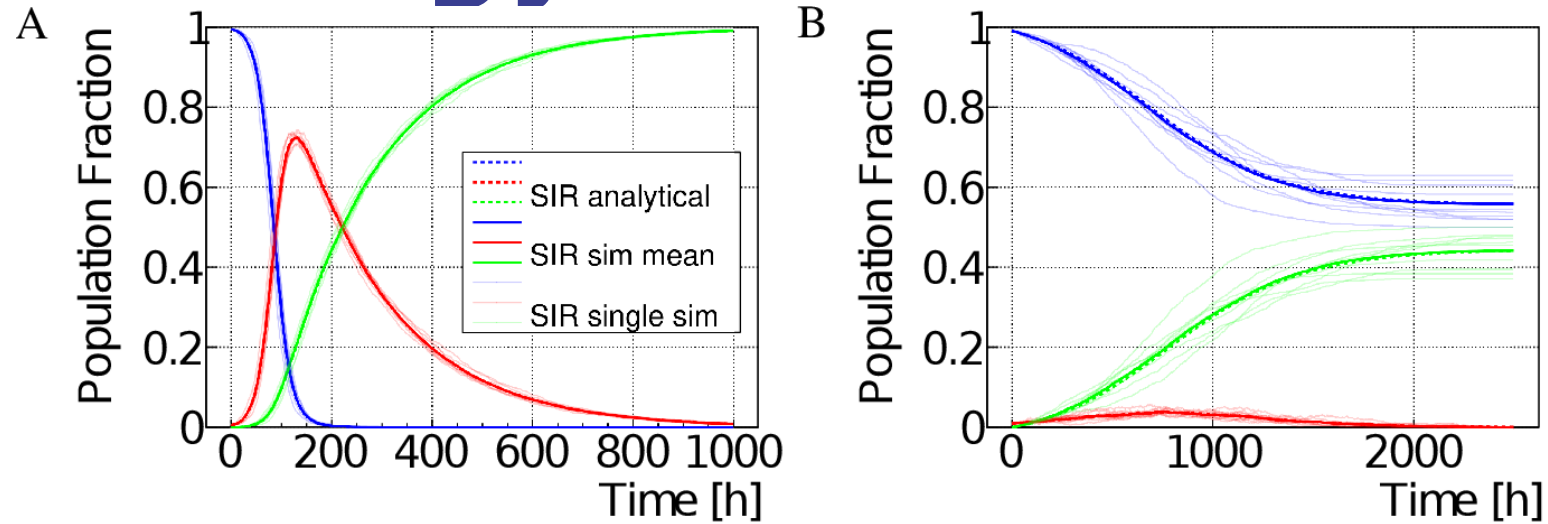 A
Population Fraction
1
0.8
0.6
0.4
0.2
0
0 200 400 600 800 1000
Time [h]
SIR analytical
SIR sim mean
SIR single sim
B
Population Fraction
1
0.8
0.6
0.4
0.2
0
0 1000 2000
Time [h]